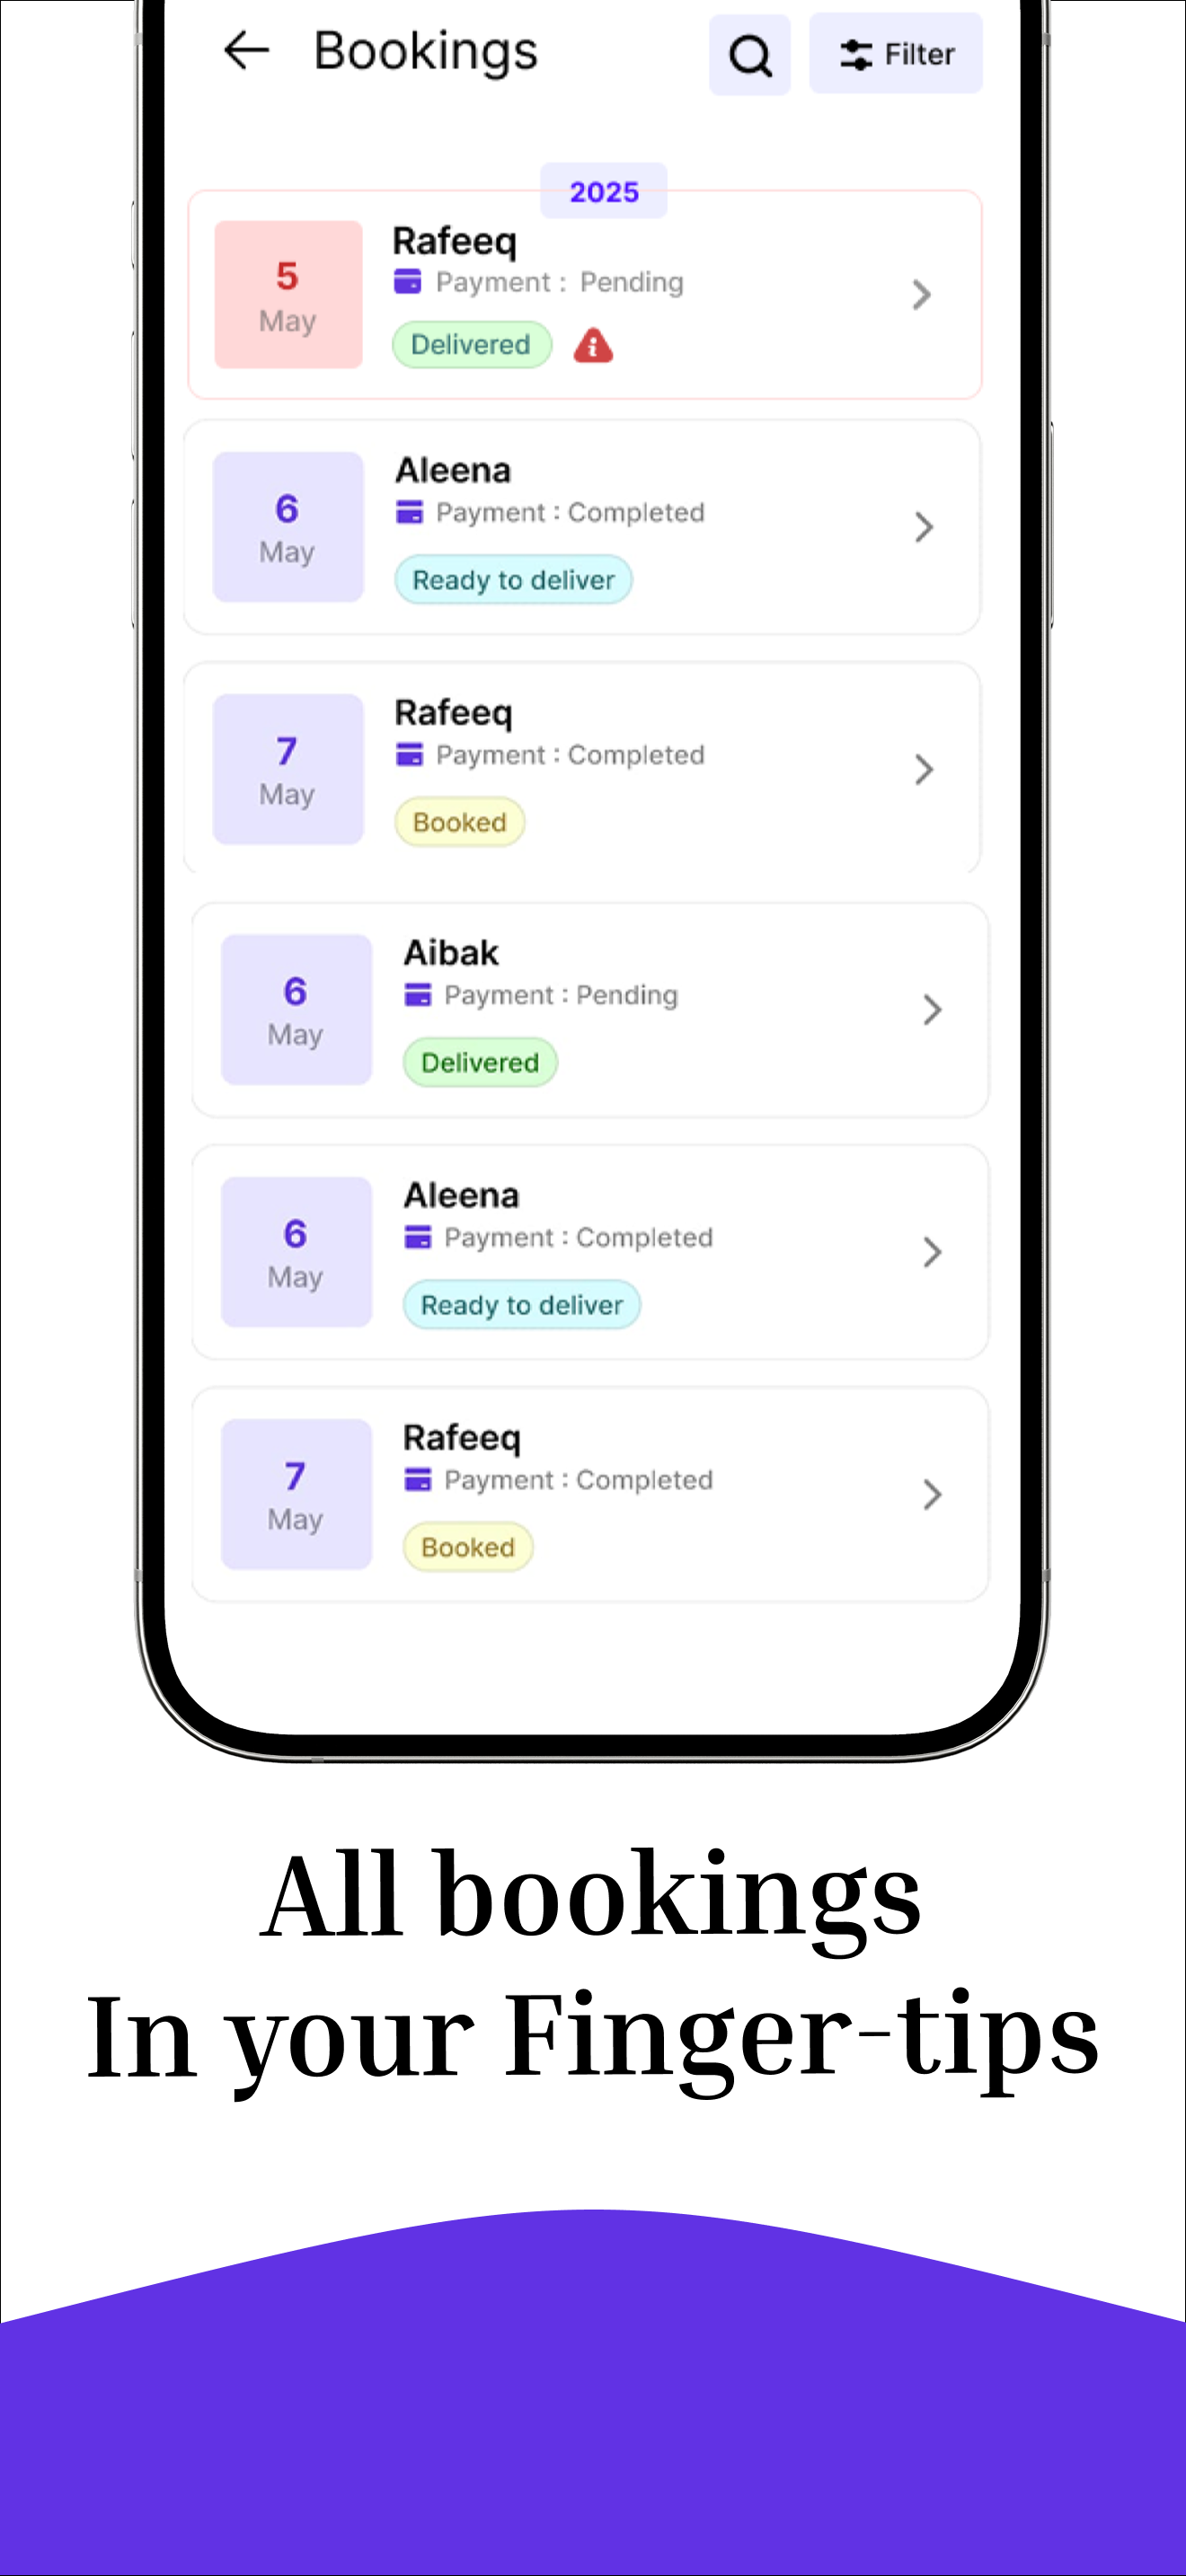 Bookings
Filter
2025
5
May
Rafeeq
Payment : Pending
Delivered
6
May
Aleena
Payment : Completed
Ready to deliver
7
May
Rafeeq
Payment : Completed
Booked
6
May
Aibak
Payment : Pending
Delivered
6
May
Aleena
Payment : Completed
Ready to deliver
7
May
Rafeeq
Payment : Completed
Booked
All bookings
In your Finger-tips